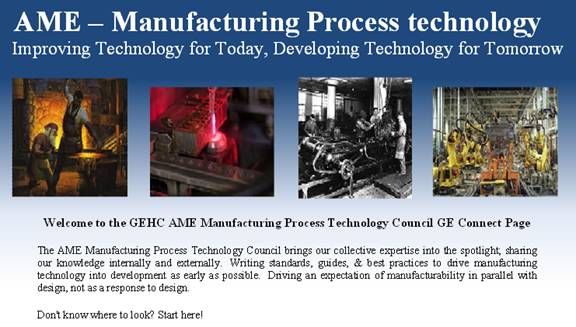 AME – Manufacturing Process technology
Improving Technology for Today, Developing Technology for Tomorrow
Welcome to the GEHC AME Manufacturing Process Technology Council GE Connect Page
The AME Manufacturing Process Technology Council brings our collective expertise into the spotlight, sharing
our knowledge internally and externally. Writing standards, guides, & best practices to drive manufacturing
technology into development as early as possible. Driving an expectation of manufacturability in parallel with
design, not as a response to design.
Don't know where to look? Start here!